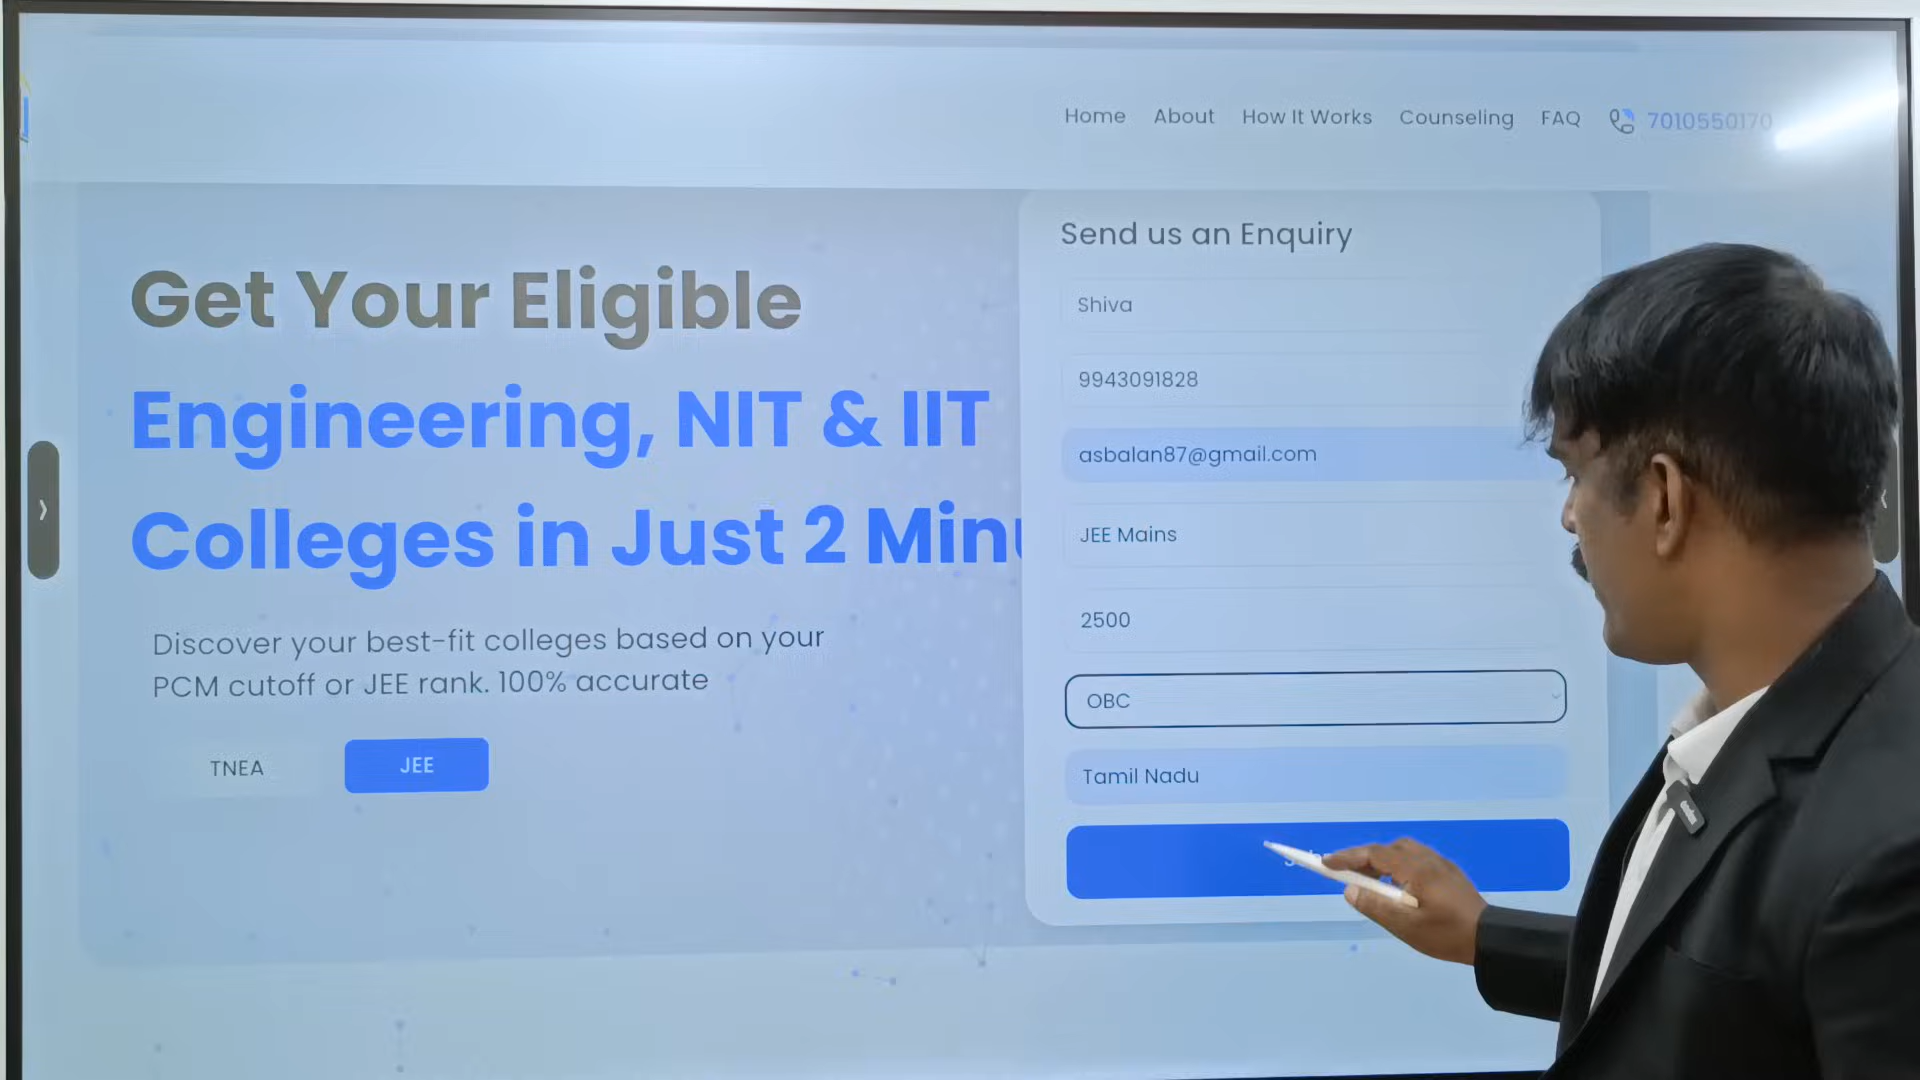 Home About How It Works Counseling FAQ 7010550170
Get Your Eligible
Engineering, NIT & IIT
Colleges in Just 2 Minu
Discover your best-fit colleges based on your
PCM cutoff or JEE rank. 100% accurate
TNEA JEE
Send us an Enquiry
Shiva
9943091828
asbalan87@gmail.com
JEE Mains
2500
OBC
Tamil Nadu